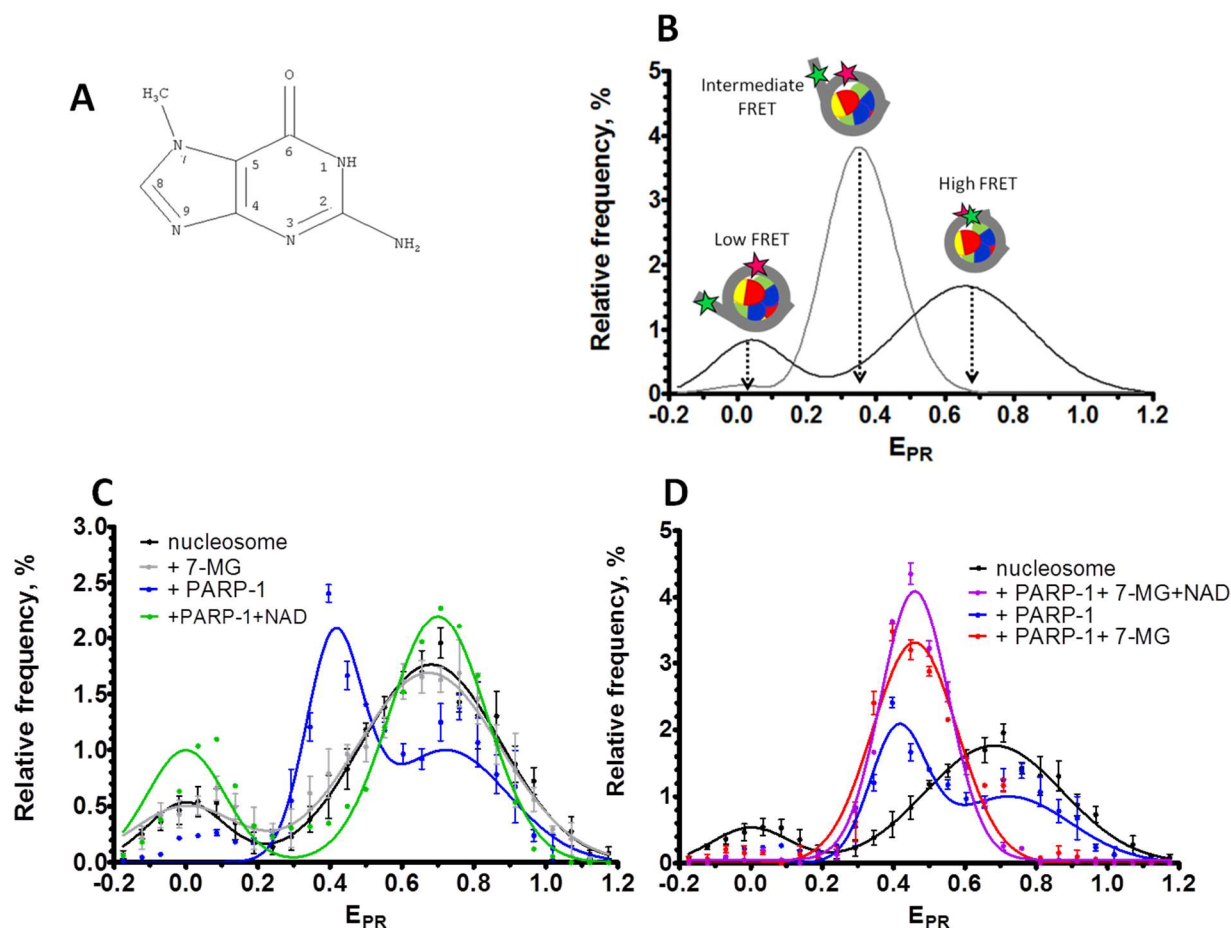 A
O
H₃C
N
7
5
6
1
NH
8
9
N
4
3
N
2
NH₂
B
Relative frequency, %
5
4
3
2
1
0
Intermediate
FRET
High FRET
Low FRET
-0.2 0.0 0.2 0.4 0.6 0.8 1.0 1.2
E_PR
C
Relative frequency, %
3.0
2.5
2.0
1.5
1.0
0.5
0.0
nucleosome
+ 7-MG
+ PARP-1
+PARP-1+NAD
-0.2 0.0 0.2 0.4 0.6 0.8 1.0 1.2
E_PR
D
Relative frequency, %
5
4
3
2
1
0
nucleosome
+ PARP-1+ 7-MG+NAD
+ PARP-1
+ PARP-1+ 7-MG
-0.2 0.0 0.2 0.4 0.6 0.8 1.0 1.2
E_PR